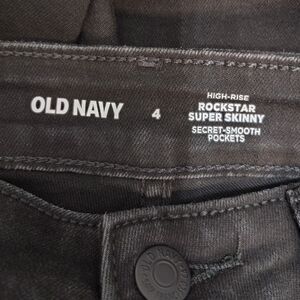 OLD NAVY
4
HIGH-RISE
ROCKSTAR
SUPER SKINNY
SECRET-SMOOTH
POCKETS